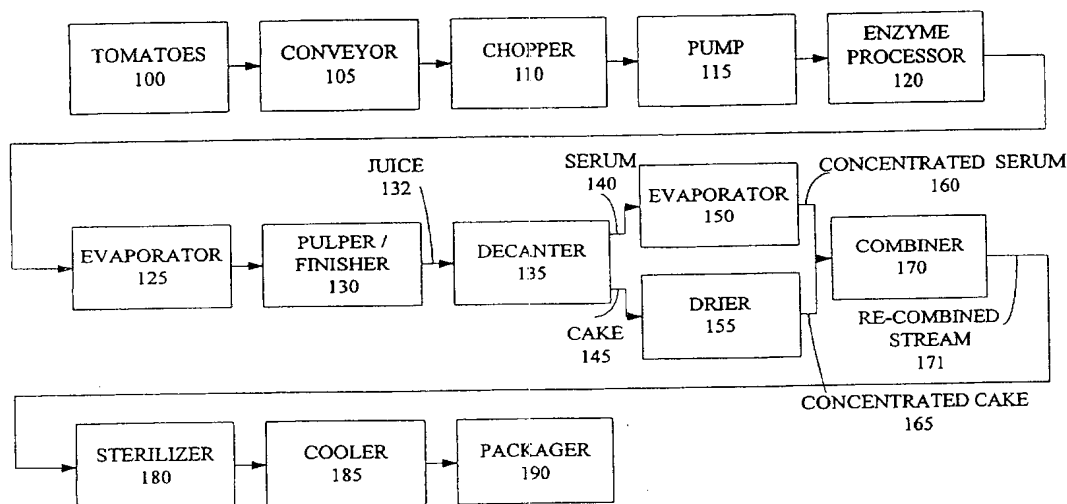 TOMATOES
100
CONVEYOR
105
CHOPPER
110
PUMP
115
ENZYME
PROCESSOR
120
EVAPORATOR
125
PULPER /
FINISHER
130
JUICE
132
DECANTER
135
SERUM
140
CAKE
145
EVAPORATOR
150
DRIER
155
CONCENTRATED SERUM
160
CONCENTRATED CAKE
165
COMBINER
170
RE-COMBINED
STREAM
171
STERILIZER
180
COOLER
185
PACKAGER
190